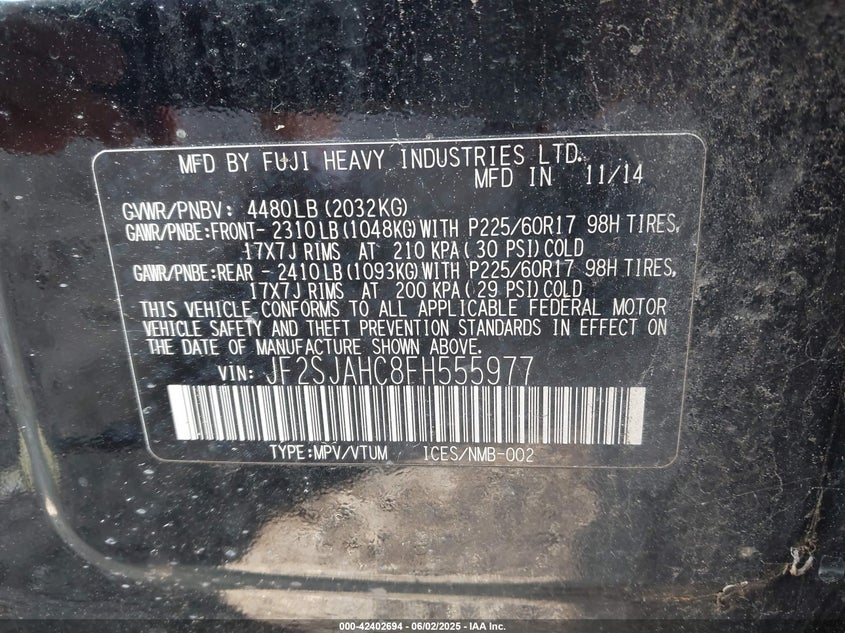 MFD BY FUJI HEAVY INDUSTRIES LTD.
MFD IN 11/14
GVWR/PNBV: 4480LB (2032KG)
GAWR/PNBE:FRONT- 2310LB (1048KG) WITH P225/60R17 98H TIRES,
17X7J RIMS AT 210 KPA ( 30 PSI) COLD
GAWR/PNBE:REAR - 2410LB (1093KG) WITH P225/60R17 98H TIRES,
17X7J RIMS AT 200 KPA ( 29 PSI) COLD
THIS VEHICLE CONFORMS TO ALL APPLICABLE FEDERAL MOTOR
VEHICLE SAFETY AND THEFT PREVENTION STANDARDS IN EFFECT ON
THE DATE OF MANUFACTURE SHOWN ABOVE.
VIN: JF2SJAHC8FH555977
TYPE:MPV/VTUM ICES/NMB-002
000-42402694 - 06/02/2025 - IAA Inc.